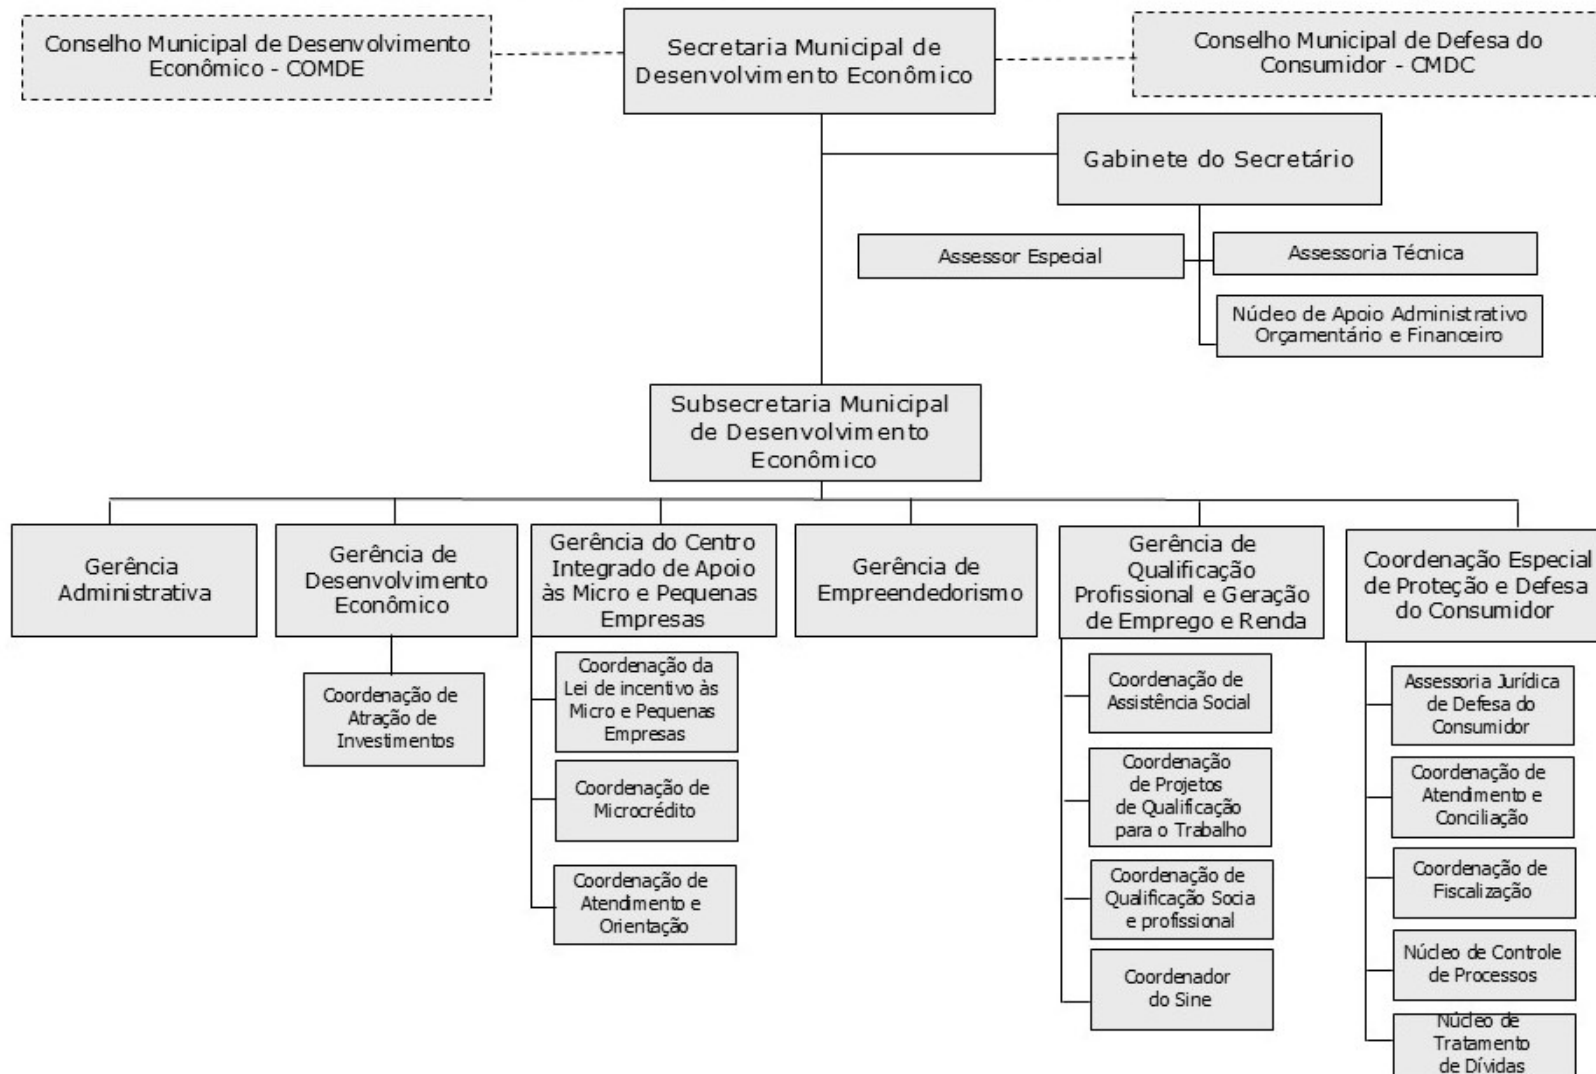 Conselho Municipal de Desenvolvimento
Econômico - COMDE
Secretaria Municipal de
Desenvolvimento Econômico
Conselho Municipal de Defesa do
Consumidor - CMDC
Gabinete do Secretário
Assessor Especial
Assessoria Técnica
Núcleo de Apoio Administrativo
Orçamentário e Financeiro
Subsecretaria Municipal
de Desenvolvimento
Econômico
Gerência
Administrativa
Gerência de
Desenvolvimento
Econômico
Gerência do Centro
Integrado de Apoio
às Micro e Pequenas
Empresas
Gerência de
Empreendedorismo
Gerência de
Qualificação
Profissional e Geração
de Emprego e Renda
Coordenação Especial
de Proteção e Defesa
do Consumidor
Coordenação de
Atração de
Investimentos
Coordenação da
Lei de incentivo às
Micro e Pequenas
Empresas
Coordenação de
Microcrédito
Coordenação de
Atendimento e
Orientação
Coordenação de
Assistência Social
Coordenação
de Projetos
de Qualificação
para o Trabalho
Coordenação de
Qualificação Socia
e profissional
Coordenador
do Sine
Assessoria Jurídica
de Defesa do
Consumidor
Coordenação de
Atendimento e
Conciliação
Coordenação de
Fiscalização
Núcleo de Controle
de Processos
Núcleo de
Tratamento
de Dívidas